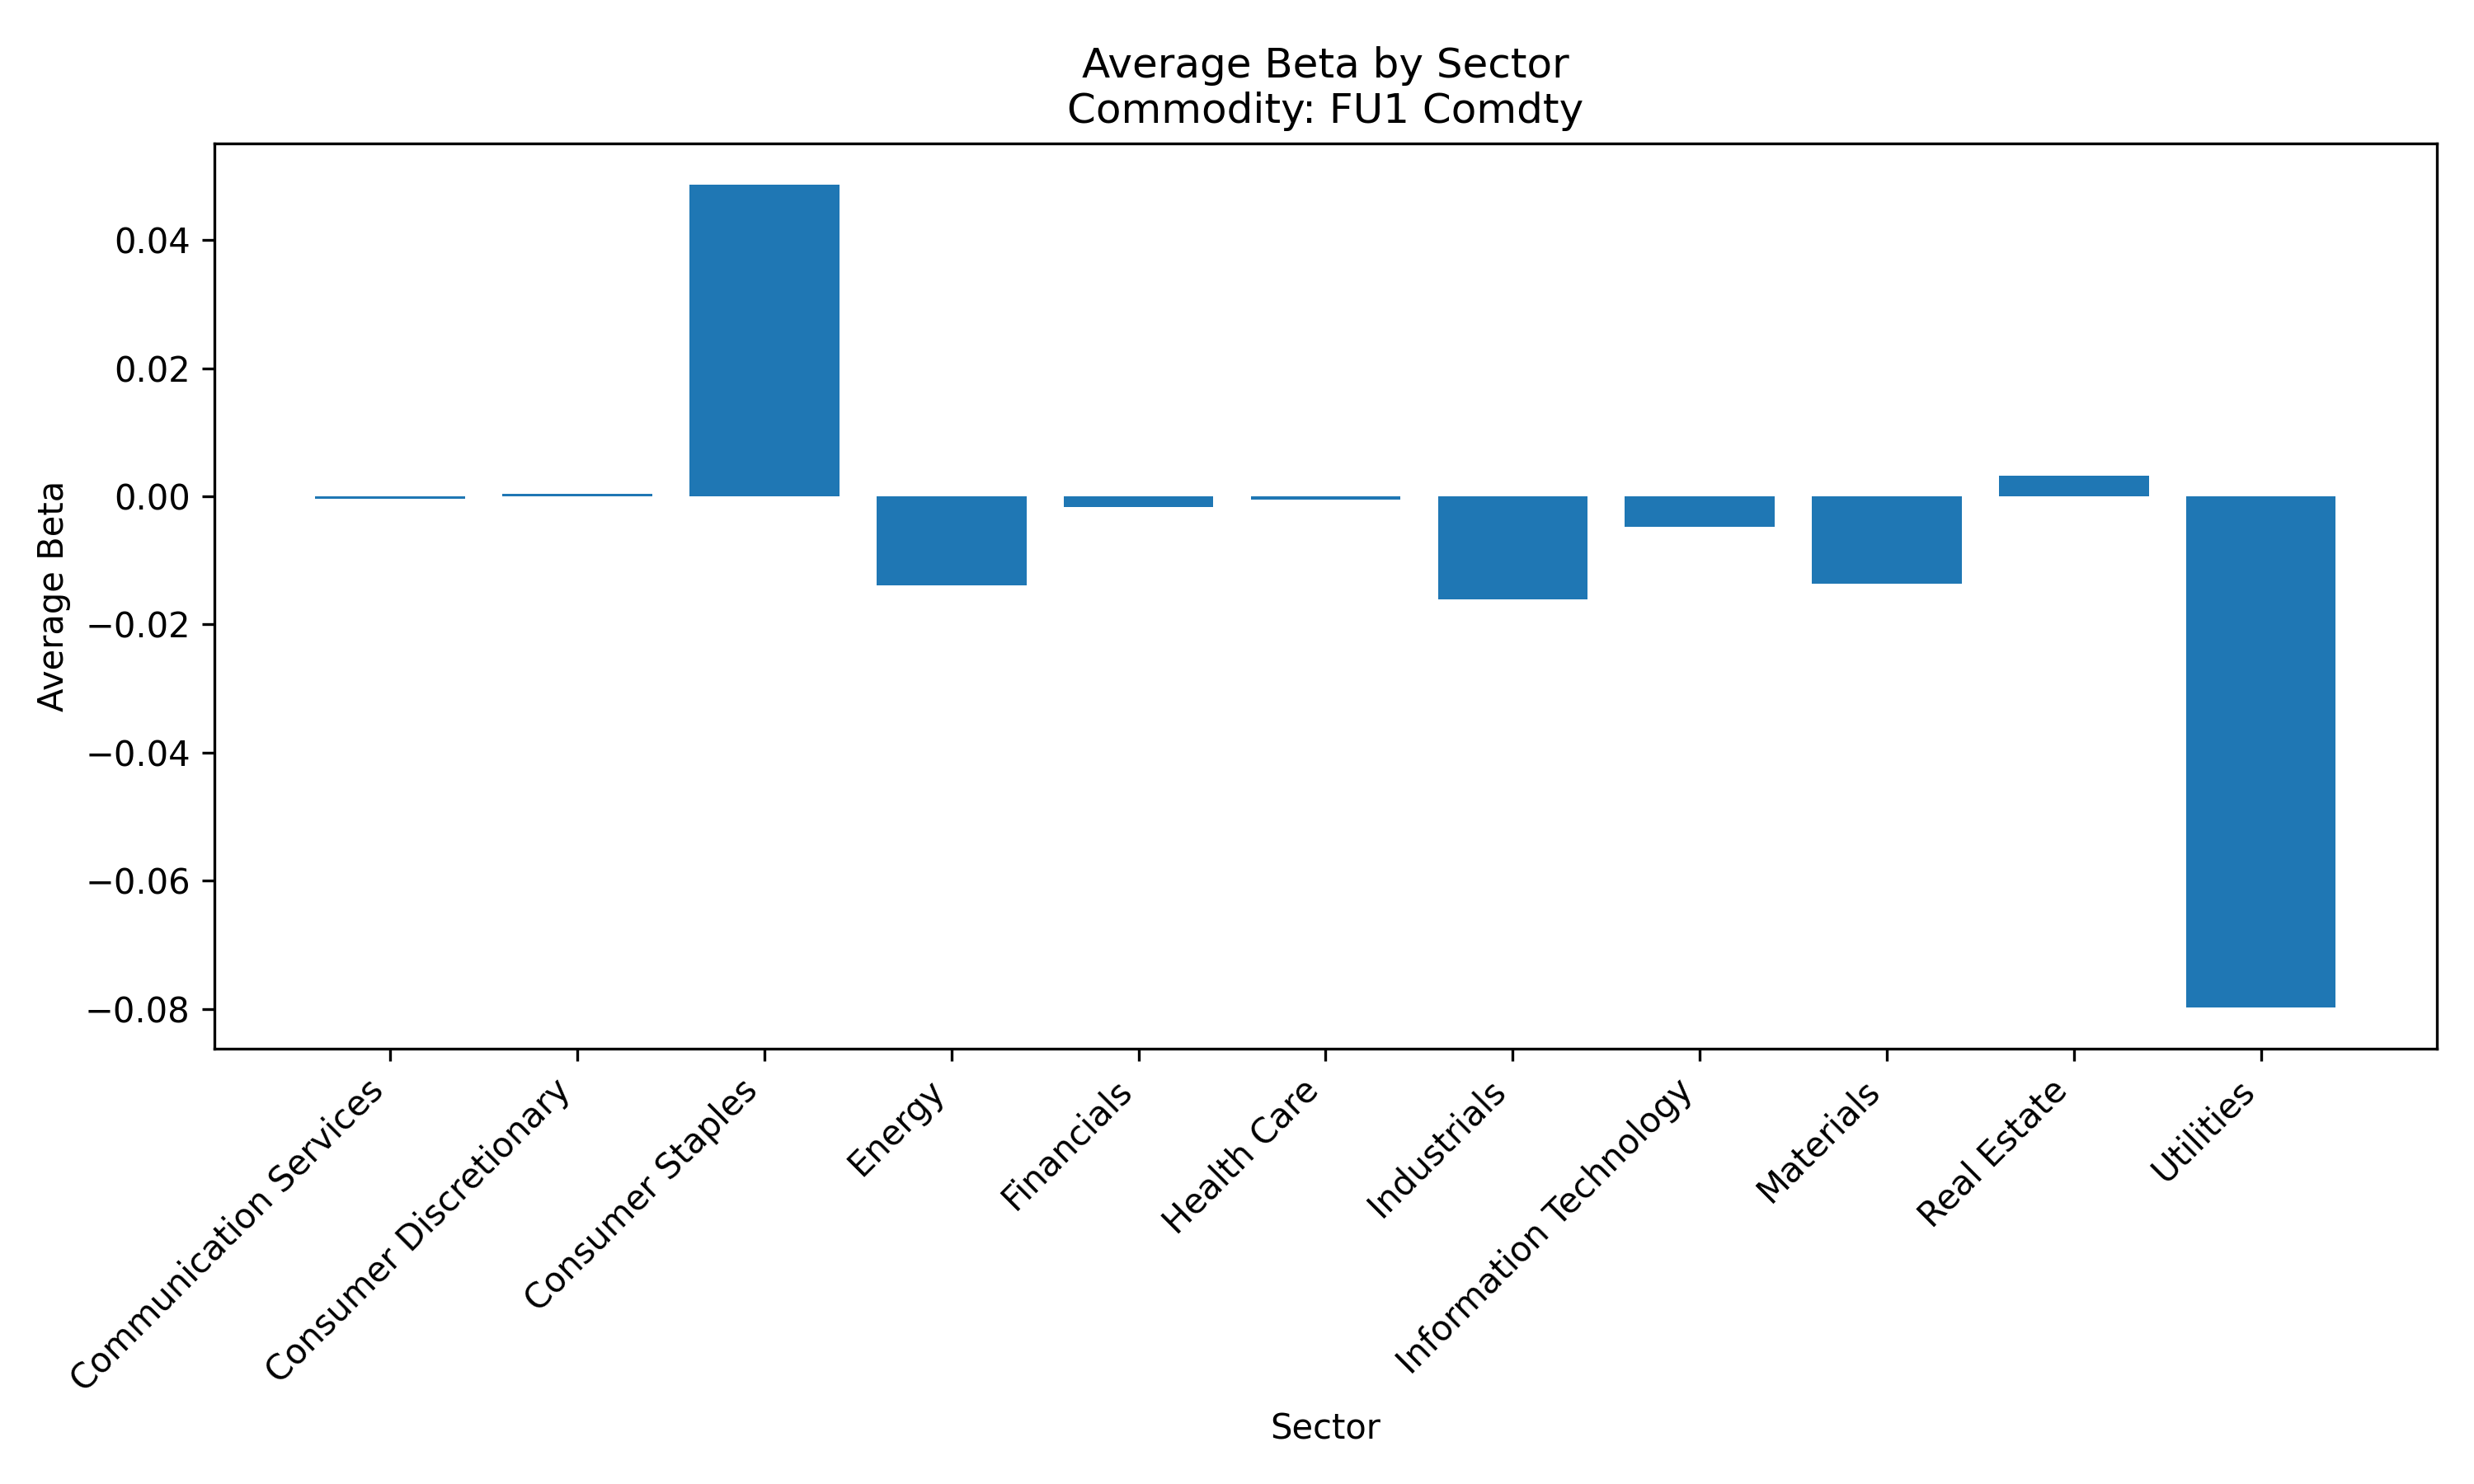 Average Beta by Sector
Commodity: FU1 Comdty
Average Beta
0.04
0.02
0.00
−0.02
−0.04
−0.06
−0.08
Communication Services
Consumer Discretionary
Consumer Staples
Energy
Financials
Health Care
Industrials
Information Technology
Materials
Real Estate
Utilities
Sector